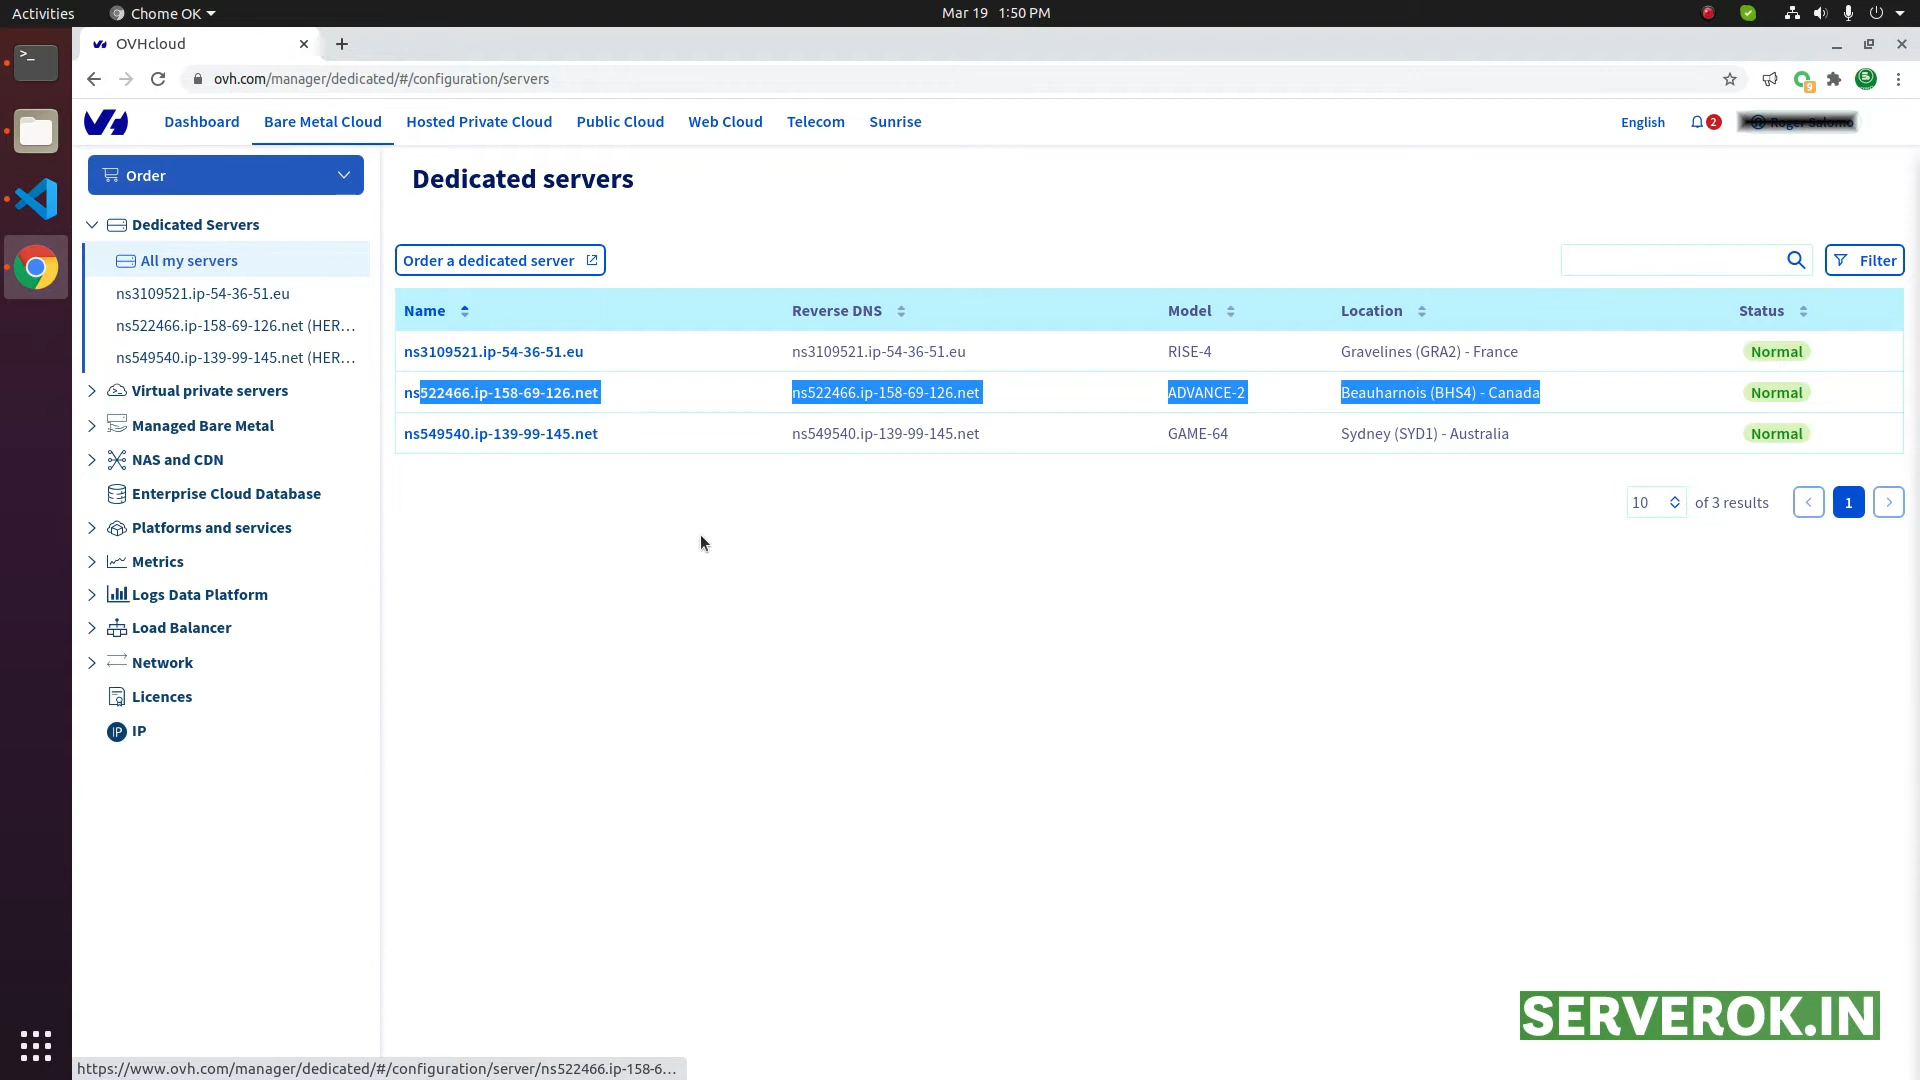 Activities
Chome OK
Mar 19 1:50 PM
OVHcloud
ovh.com/manager/dedicated/#/configuration/servers
9
Dashboard
Bare Metal Cloud
Hosted Private Cloud
Public Cloud
Web Cloud
Telecom
Sunrise
English
2
Order
Dedicated Servers
All my servers
ns3109521.ip-54-36-51.eu
ns522466.ip-158-69-126.net (HER...
ns549540.ip-139-99-145.net (HER...
Virtual private servers
Managed Bare Metal
NAS and CDN
Enterprise Cloud Database
Platforms and services
Metrics
Logs Data Platform
Load Balancer
Network
Licences
IP IP
Dedicated servers
Order a dedicated server
Filter
Name Reverse DNS Model Location Status
ns3109521.ip-54-36-51.eu ns3109521.ip-54-36-51.eu RISE-4 Gravelines (GRA2) - France Normal
ns522466.ip-158-69-126.net ns522466.ip-158-69-126.net ADVANCE-2 Beauharnois (BHS4) - Canada Normal
ns549540.ip-139-99-145.net ns549540.ip-139-99-145.net GAME-64 Sydney (SYD1) - Australia Normal
10 of 3 results 1
SERVEROK.IN
https://www.ovh.com/manager/dedicated/#/configuration/server/ns522466.ip-158-6...